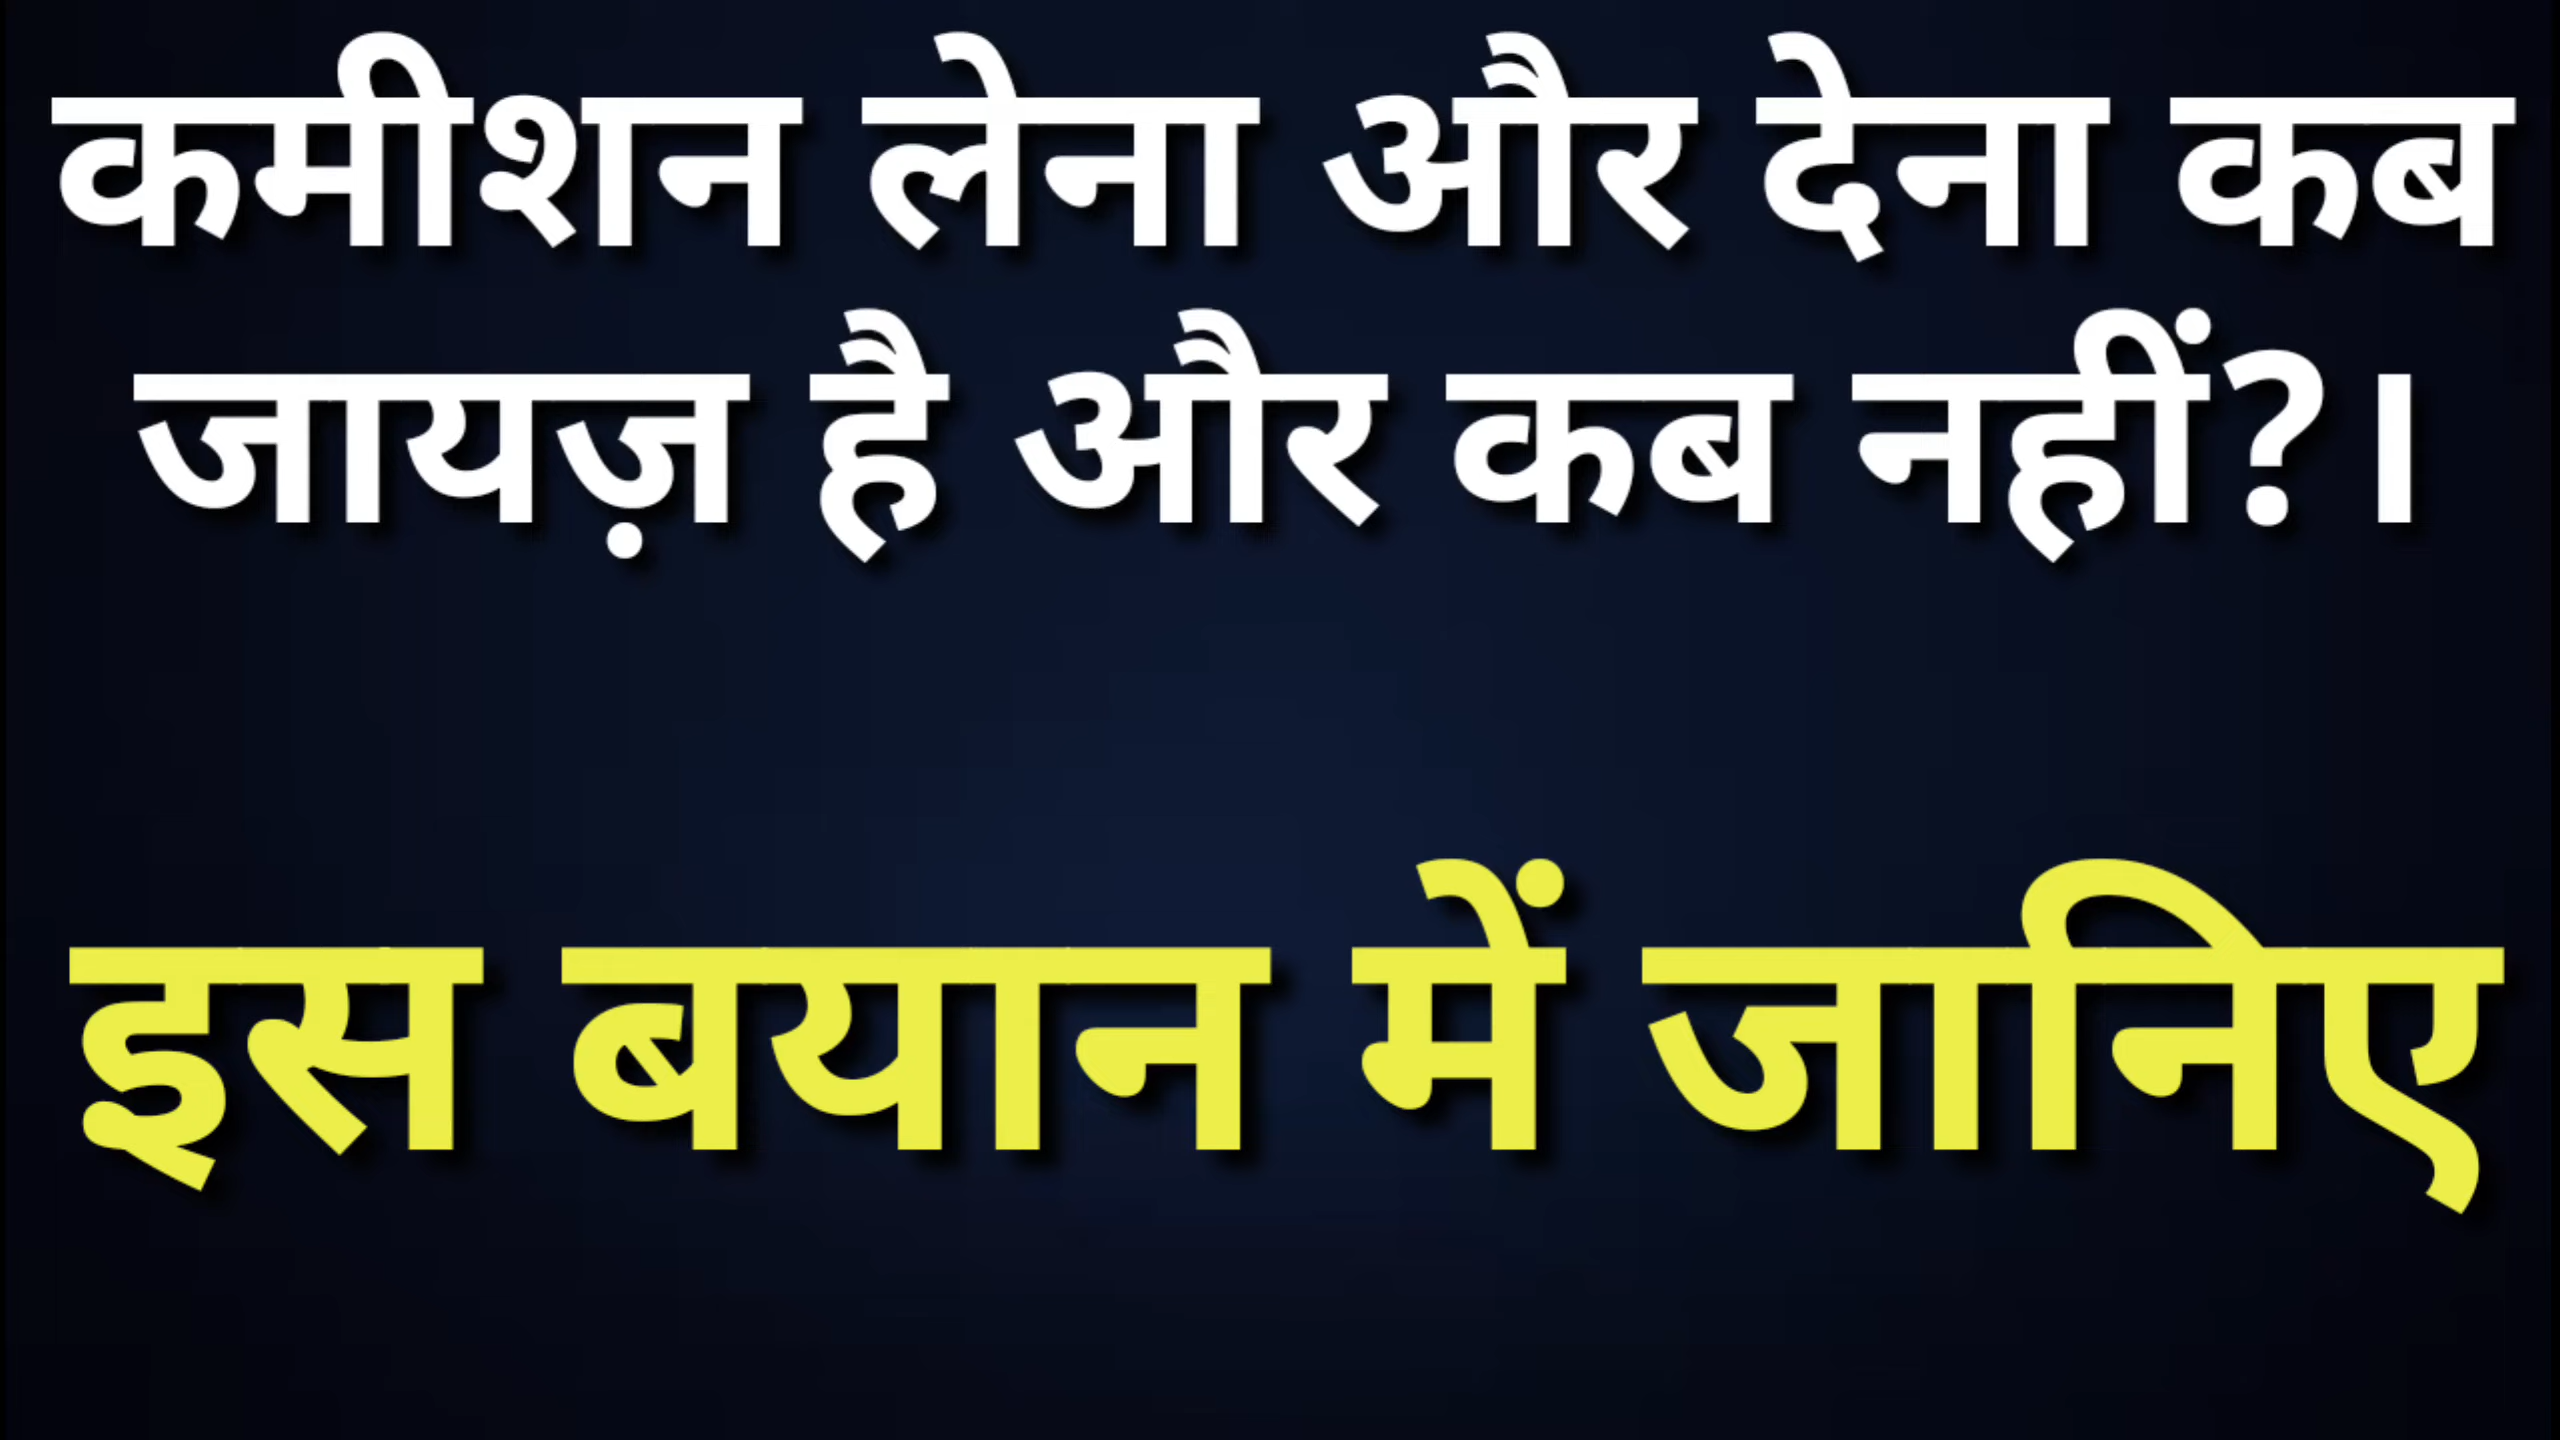 कमीशन लेना और देना कब
जायज़ है और कब नहीं?।
इस बयान में जानिए